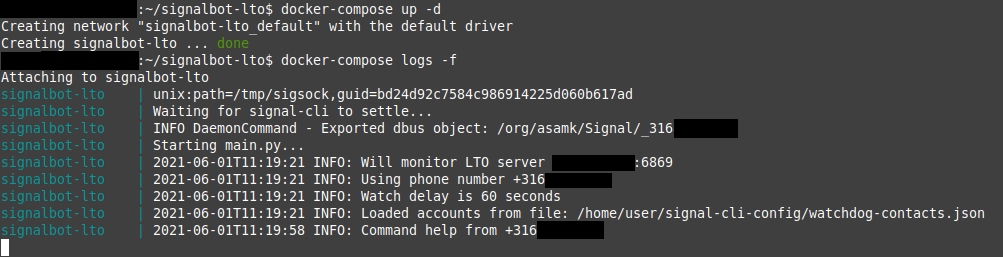 :~/signalbot-lto$ docker-compose up -d
Creating network "signalbot-lto_default" with the default driver
Creating signalbot-lto ... done
:~/signalbot-lto$ docker-compose logs -f
Attaching to signalbot-lto
signalbot-lto    | unix:path=/tmp/sigsock,guid=bd24d92c7584c986914225d060b617ad
signalbot-lto    | Waiting for signal-cli to settle...
signalbot-lto    | INFO DaemonCommand - Exported dbus object: /org/asamk/Signal/_316
signalbot-lto    | Starting main.py...
signalbot-lto    | 2021-06-01T11:19:21 INFO: Will monitor LTO server :6869
signalbot-lto    | 2021-06-01T11:19:21 INFO: Using phone number +316
signalbot-lto    | 2021-06-01T11:19:21 INFO: Watch delay is 60 seconds
signalbot-lto    | 2021-06-01T11:19:21 INFO: Loaded accounts from file: /home/user/signal-cli-config/watchdog-contacts.json
signalbot-lto    | 2021-06-01T11:19:58 INFO: Command help from +316